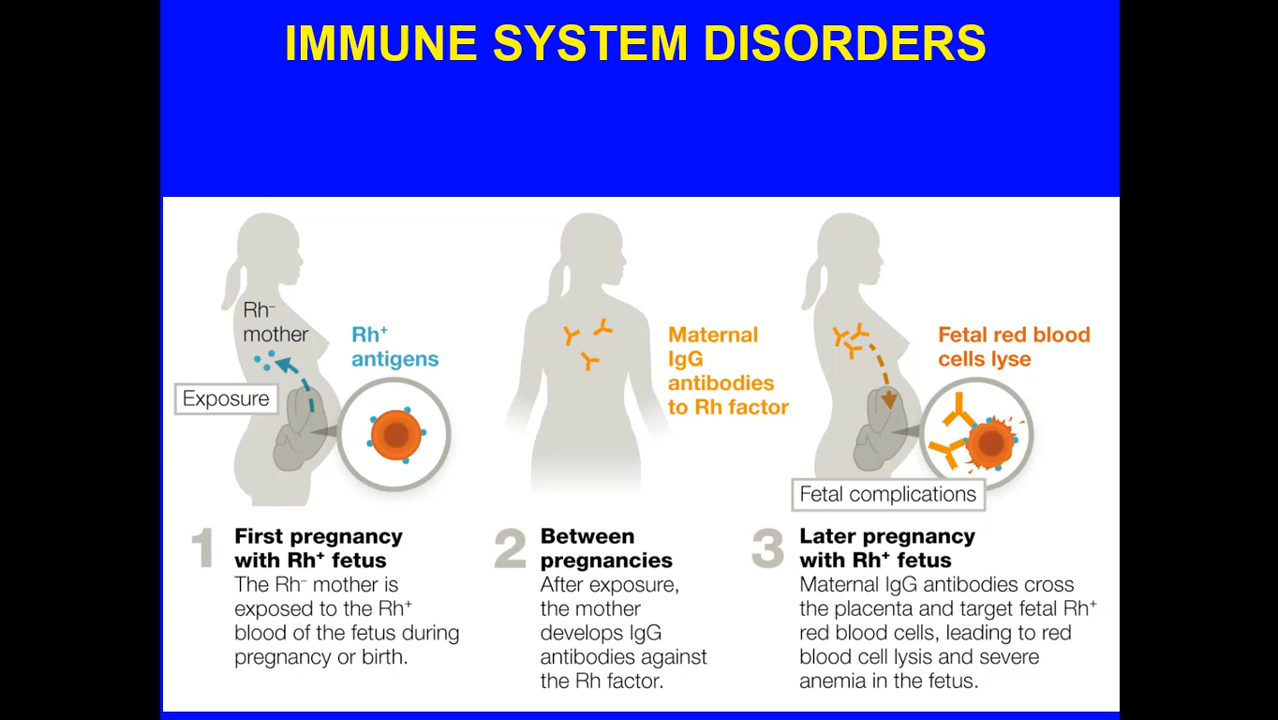 IMMUNE SYSTEM DISORDERS
Rh⁻
mother
Rh⁺
antigens
Exposure
Maternal
IgG
antibodies
to Rh factor
Fetal red blood
cells lyse
Fetal complications
1 First pregnancy
with Rh⁺ fetus
The Rh⁻ mother is
exposed to the Rh⁺
blood of the fetus during
pregnancy or birth.
2 Between
pregnancies
After exposure,
the mother
develops IgG
antibodies against
the Rh factor.
3 Later pregnancy
with Rh⁺ fetus
Maternal IgG antibodies cross
the placenta and target fetal Rh⁺
red blood cells, leading to red
blood cell lysis and severe
anemia in the fetus.